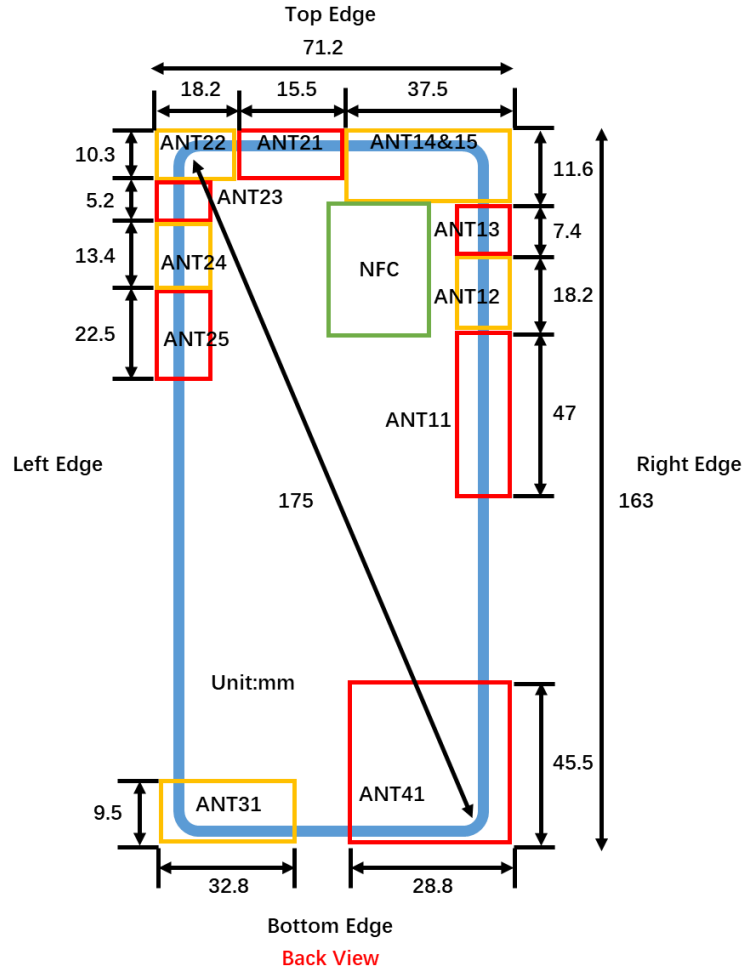 Top Edge
71.2
18.2 15.5 37.5
ANT22 ANT21 ANT14&15
10.3
11.6
5.2
ANT23
ANT13
7.4
13.4
ANT24
NFC
ANT12
18.2
22.5
ANT25
ANT11
47
Left Edge
Right Edge
175
163
Unit:mm
45.5
9.5
ANT31
ANT41
32.8
28.8
Bottom Edge
Back View